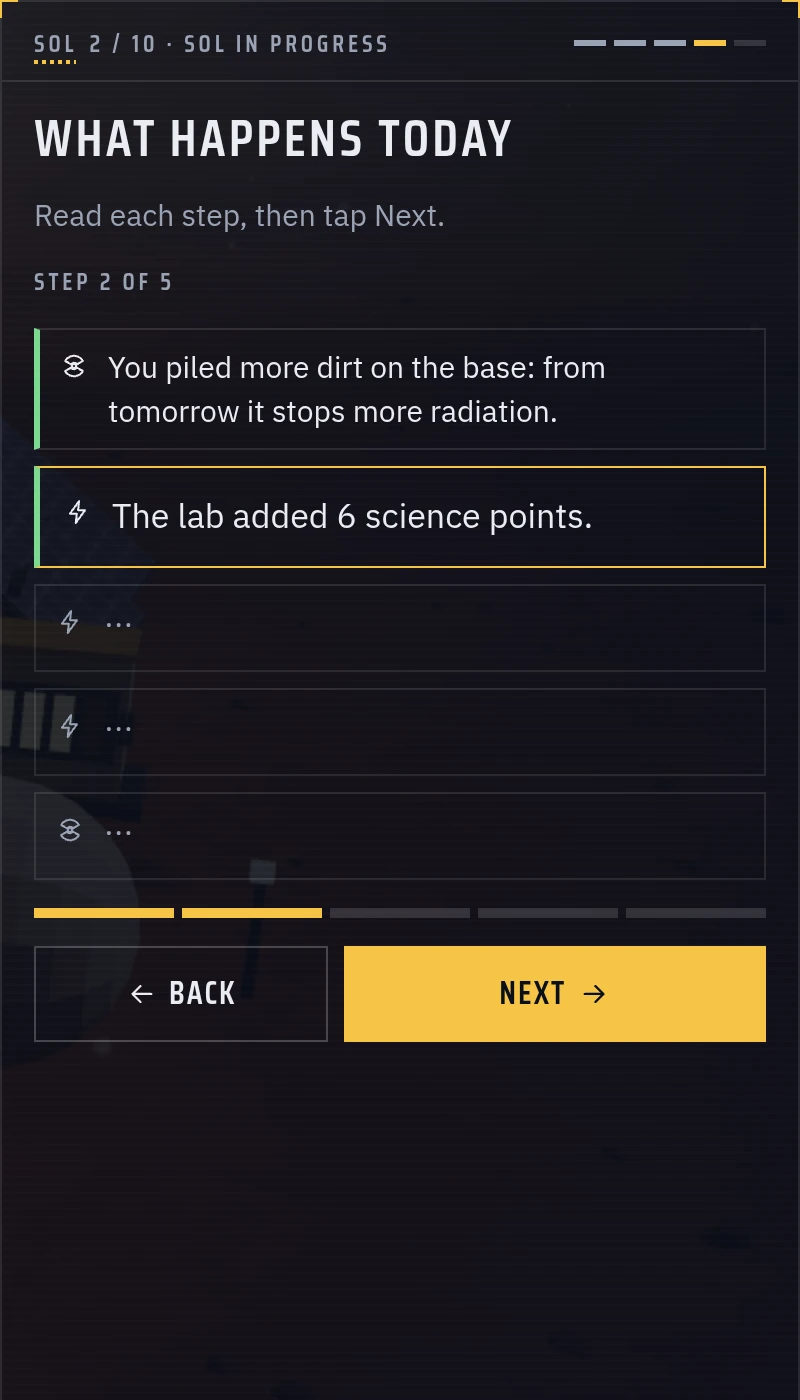 SOL 2 / 10 · SOL IN PROGRESS
WHAT HAPPENS TODAY
Read each step, then tap Next.
STEP 2 OF 5
You piled more dirt on the base: from
tomorrow it stops more radiation.
The lab added 6 science points.
...
...
...
← BACK
NEXT →